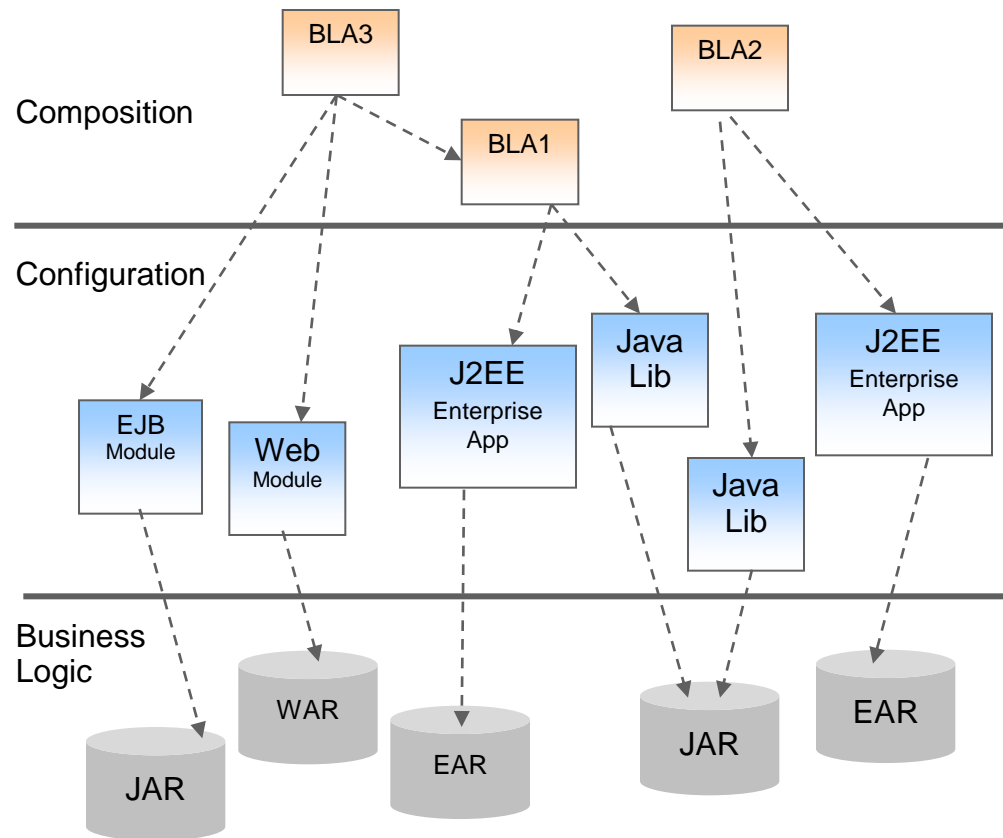 BLA3
BLA2
Composition
BLA1
Configuration
EJB
Module
Web
Module
J2EE
Enterprise
App
Java
Lib
Java
Lib
J2EE
Enterprise
App
Business
Logic
JAR
WAR
EAR
JAR
EAR